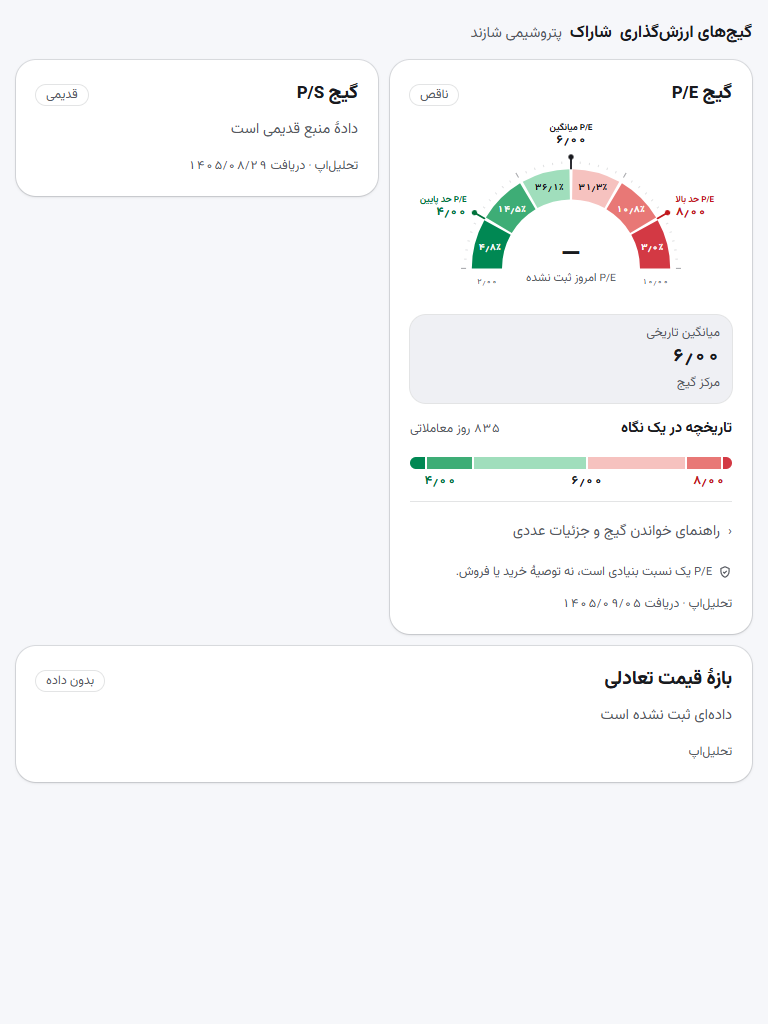 گیج‌های ارزش‌گذاری شاراک پتروشیمی شازند
گیج P/E
ناقص
P/E میانگین
۶٫۰۰
P/E حد بالا
۸٫۰۰
P/E حد پایین
۴٫۰۰
۳٫۰٪
۱۰٫۸٪
۳۱٫۳٪
۳۶٫۱٪
۱۴٫۵٪
۴٫۸٪
—
P/E امروز ثبت نشده
۱۰٫۰۰
۲٫۰۰
میانگین تاریخی
۶٫۰۰
مرکز گیج
تاریخچه در یک نگاه
۸۳۵ روز معاملاتی
۸٫۰۰
۶٫۰۰
۴٫۰۰
راهنمای خواندن گیج و جزئیات عددی
P/E یک نسبت بنیادی است، نه توصیهٔ خرید یا فروش.
تحلیل‌اپ · دریافت ۱۴۰۵/۰۹/۰۵
گیج P/S
قدیمی
دادهٔ منبع قدیمی است
تحلیل‌اپ · دریافت ۱۴۰۵/۰۸/۲۹
بازهٔ قیمت تعادلی
بدون داده
داده‌ای ثبت نشده است
تحلیل‌اپ